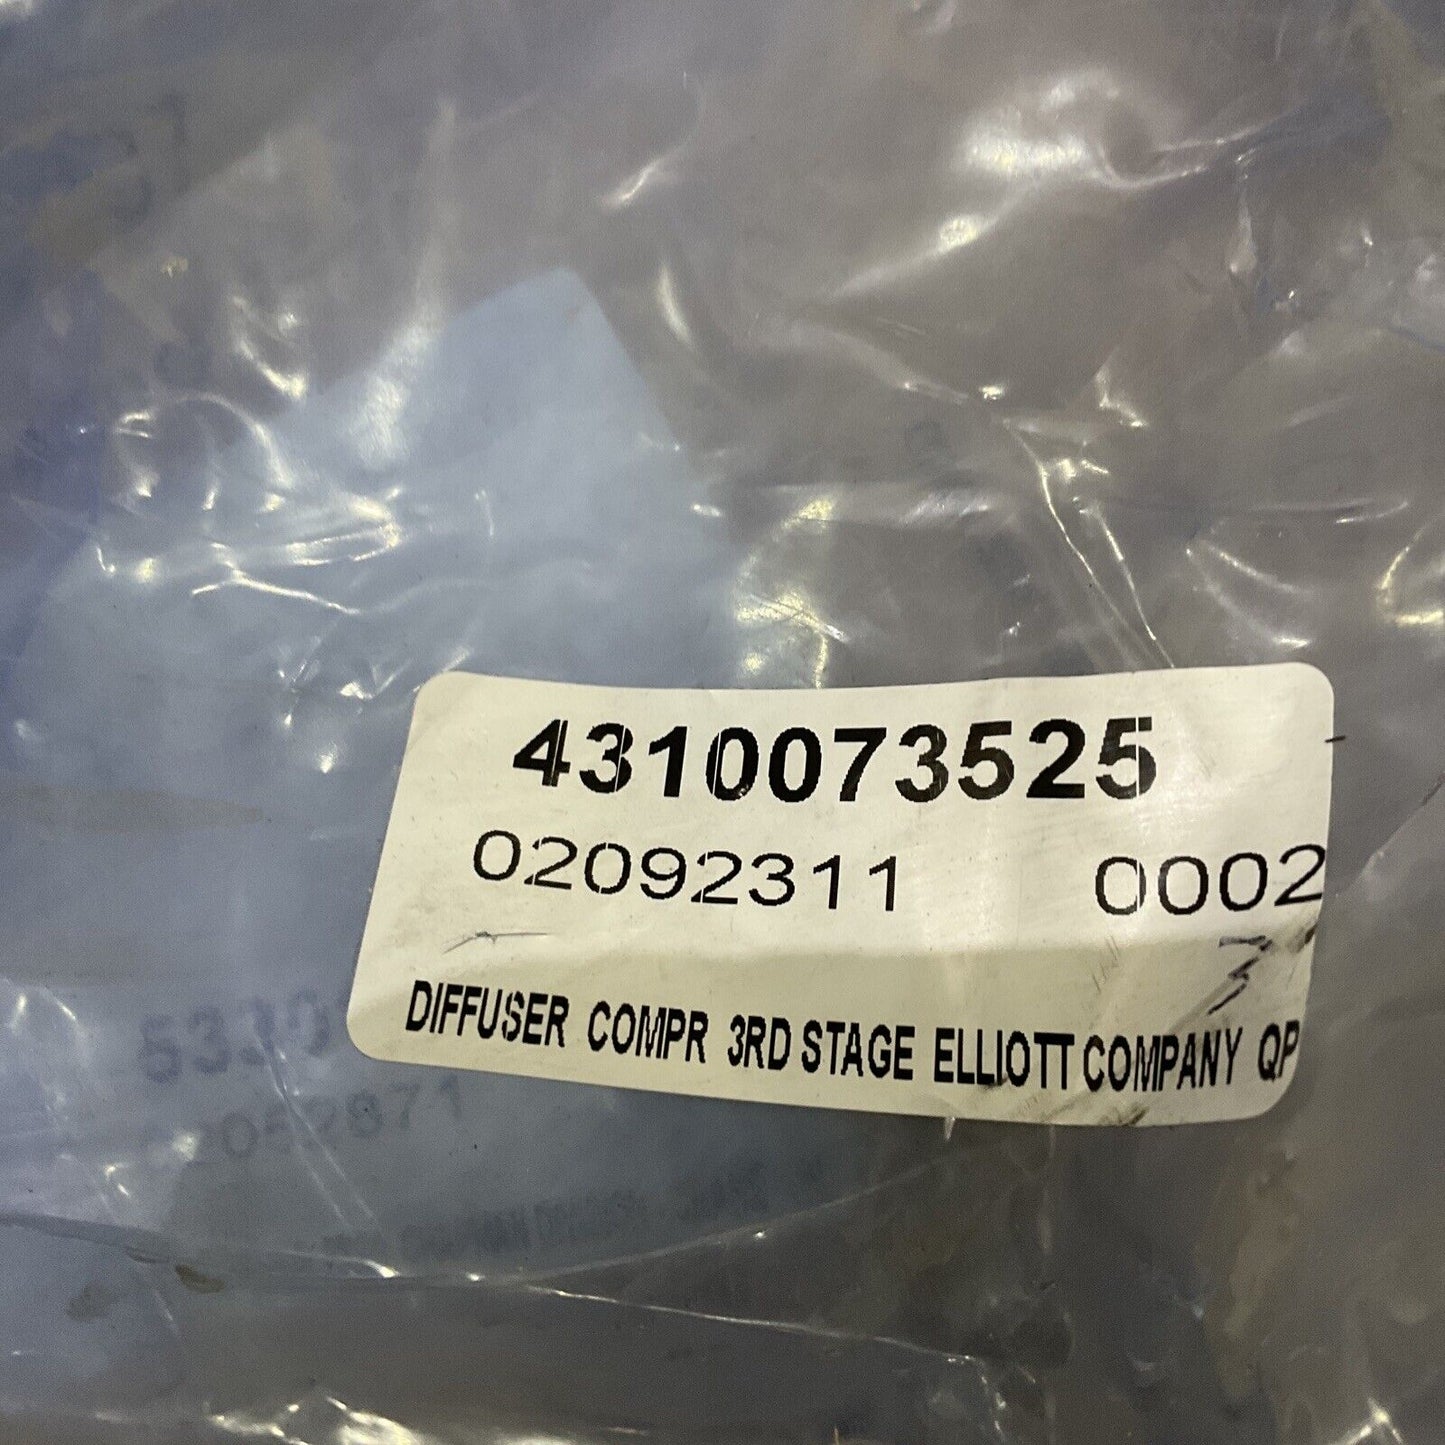 4310073525
02092311 0002
DIFFUSER COMPR 3RD STAGE ELLIOTT COMPANY QP